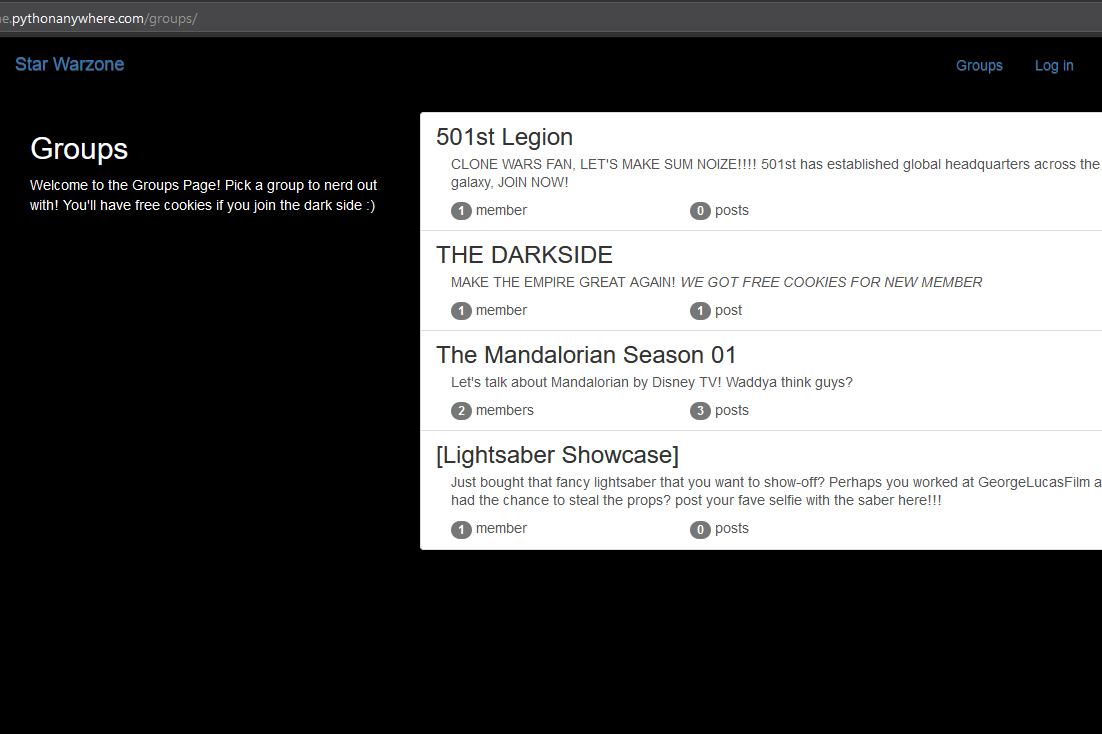 e.pythonanywhere.com/groups/
Star Warzone
Groups
Log in
Groups
Welcome to the Groups Page! Pick a group to nerd out
with! You'll have free cookies if you join the dark side :)
501st Legion
CLONE WARS FAN, LET'S MAKE SUM NOIZE!!!! 501st has established global headquarters across the
galaxy, JOIN NOW!
1 member
0 posts
THE DARKSIDE
MAKE THE EMPIRE GREAT AGAIN! WE GOT FREE COOKIES FOR NEW MEMBER
1 member
1 post
The Mandalorian Season 01
Let's talk about Mandalorian by Disney TV! Waddya think guys?
2 members
3 posts
[Lightsaber Showcase]
Just bought that fancy lightsaber that you want to show-off? Perhaps you worked at GeorgeLucasFilm a
had the chance to steal the props? post your fave selfie with the saber here!!!
1 member
0 posts